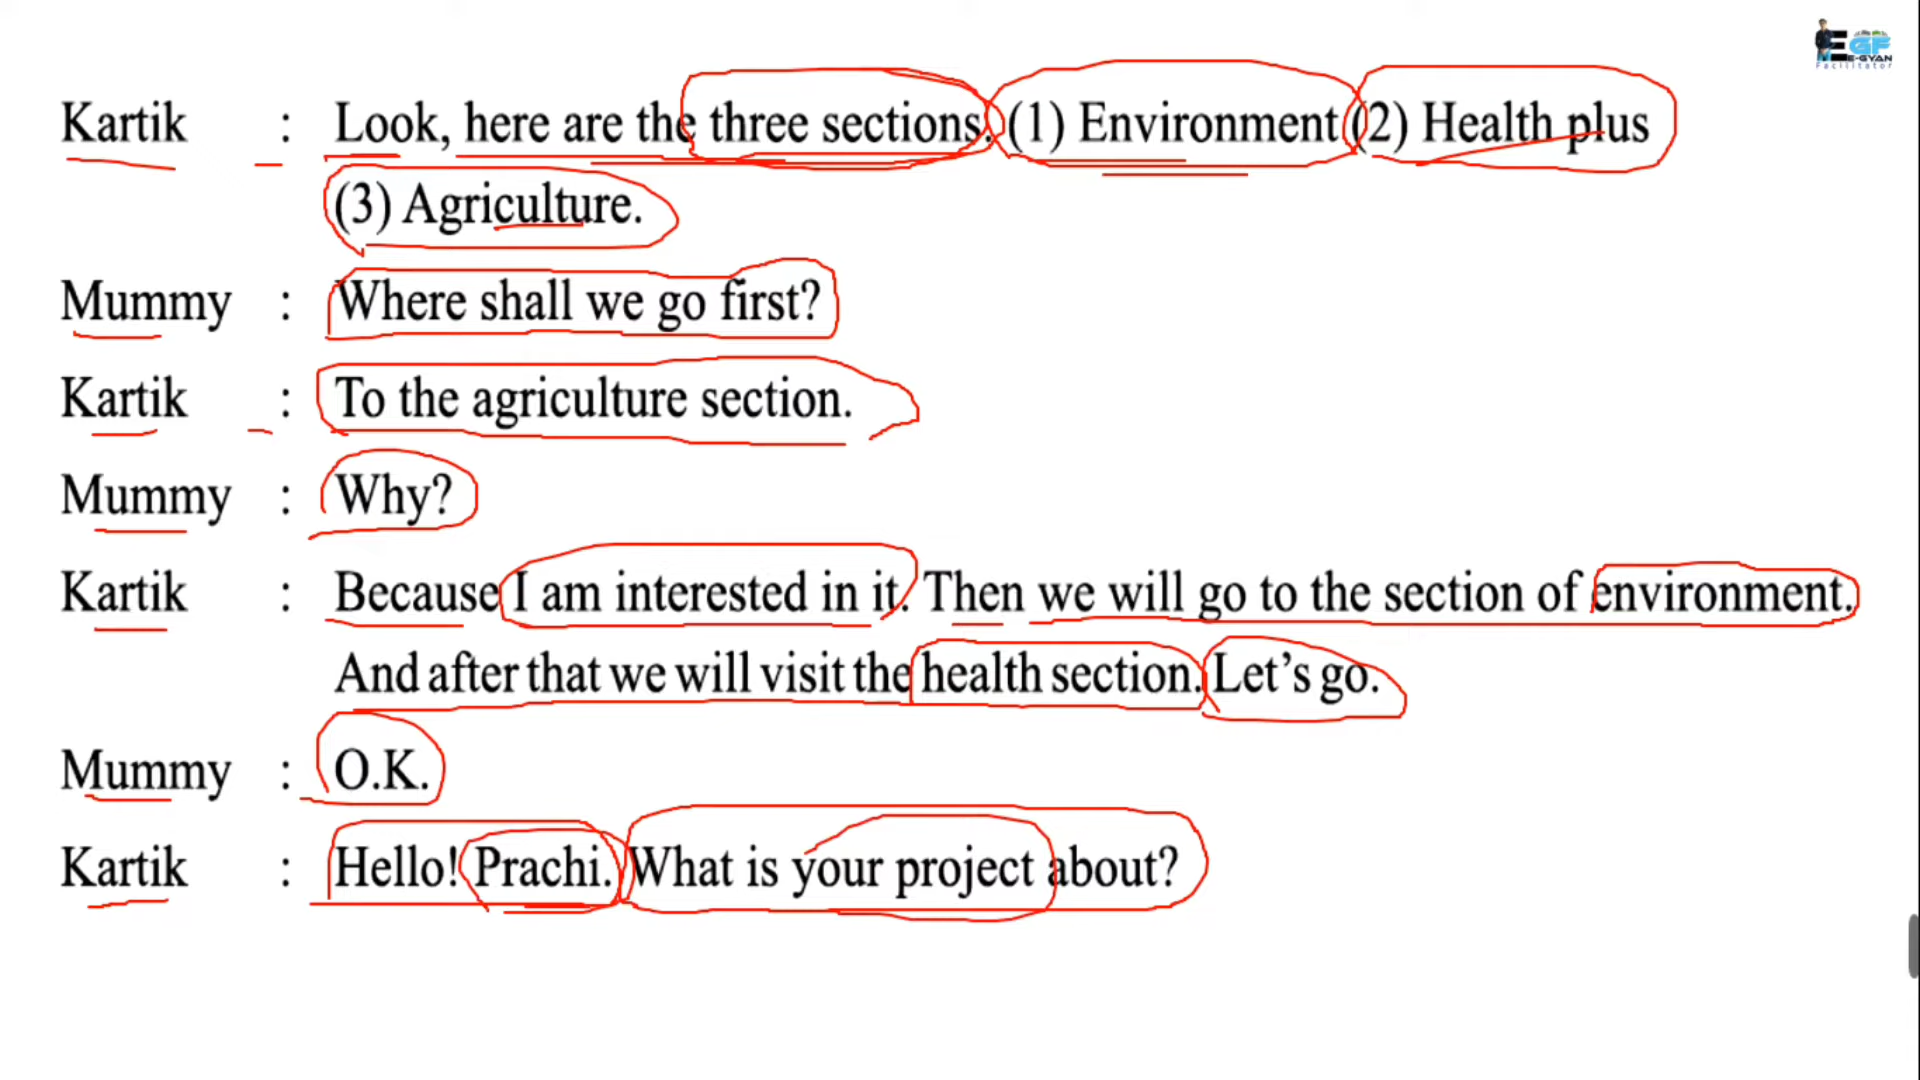 EGF
E-GYAN
Facilitator
Kartik : Look, here are the three sections. (1) Environment (2) Health plus
(3) Agriculture.
Mummy : Where shall we go first?
Kartik : To the agriculture section.
Mummy : Why?
Kartik : Because I am interested in it. Then we will go to the section of environment.
And after that we will visit the health section. Let's go.
Mummy : O.K.
Kartik : Hello! Prachi. What is your project about?